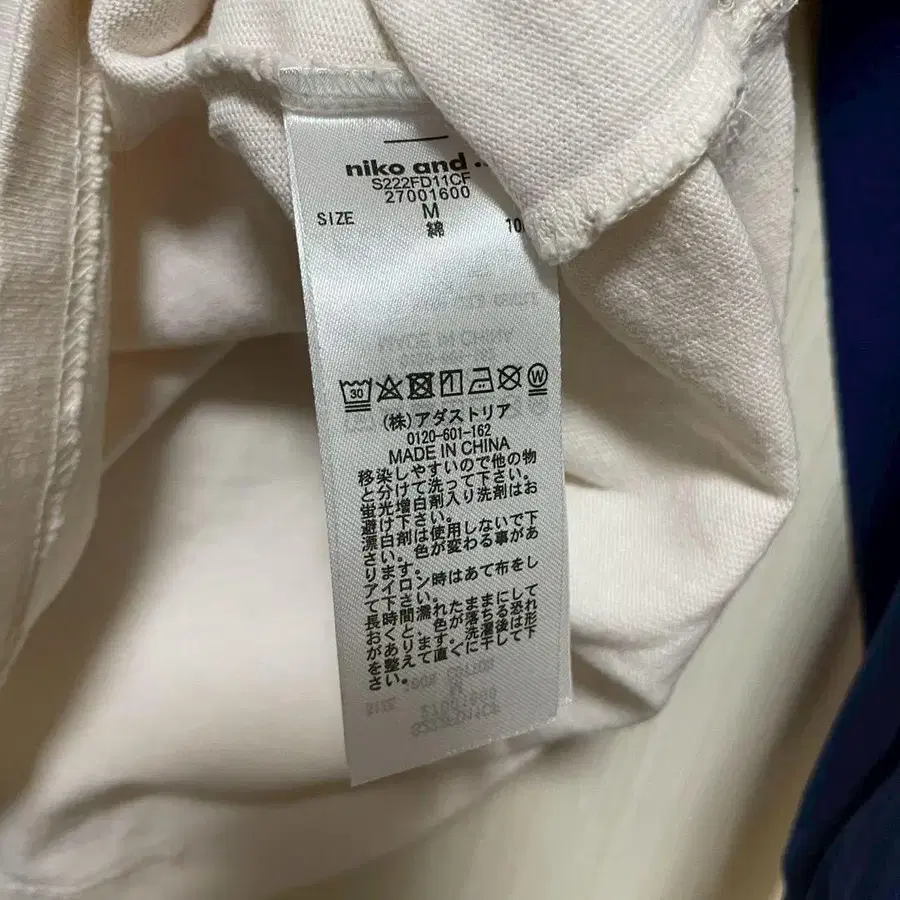 niko and ..
S222FD11CF
27001600
SIZE M
綿 10
30 W
(株)アダストリア
0120-601-162
MADE IN CHINA
移染しやすいので他の物
と分けて洗って下さい。
蛍光増白剤入り洗剤はお
避け下さい。
漂白剤は使用しないで下
さい。色が変わる事があ
ります。
アイロン時はあて布をし
て下さい。
長時間濡れたままにして
おくと、色が落ちる恐れ
があります。洗濯後は形
を整えて直ぐに干して下
さい。